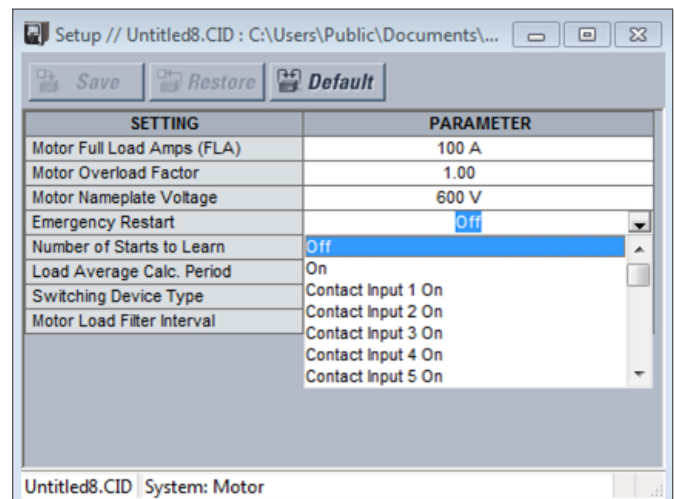 Setup // Untitled8.CID : C:\Users\Public\Documents\...
Save Restore Default
SETTING PARAMETER
Motor Full Load Amps (FLA) 100 A
Motor Overload Factor 1.00
Motor Nameplate Voltage 600 V
Emergency Restart Off
Number of Starts to Learn Off
Load Average Calc. Period On
Switching Device Type Contact Input 1 On
Contact Input 2 On
Motor Load Filter Interval Contact Input 3 On
Contact Input 4 On
Contact Input 5 On
Untitled8.CID System: Motor